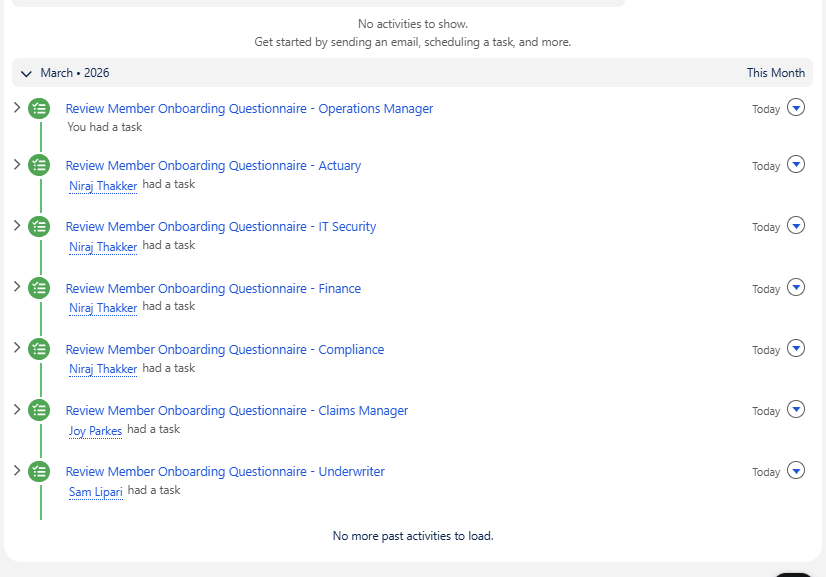 No activities to show.
Get started by sending an email, scheduling a task, and more.
March • 2026 This Month
Review Member Onboarding Questionnaire - Operations Manager Today
You had a task
Review Member Onboarding Questionnaire - Actuary Today
Niraj Thakker had a task
Review Member Onboarding Questionnaire - IT Security Today
Niraj Thakker had a task
Review Member Onboarding Questionnaire - Finance Today
Niraj Thakker had a task
Review Member Onboarding Questionnaire - Compliance Today
Niraj Thakker had a task
Review Member Onboarding Questionnaire - Claims Manager Today
Joy Parkes had a task
Review Member Onboarding Questionnaire - Underwriter Today
Sam Lipari had a task
No more past activities to load.